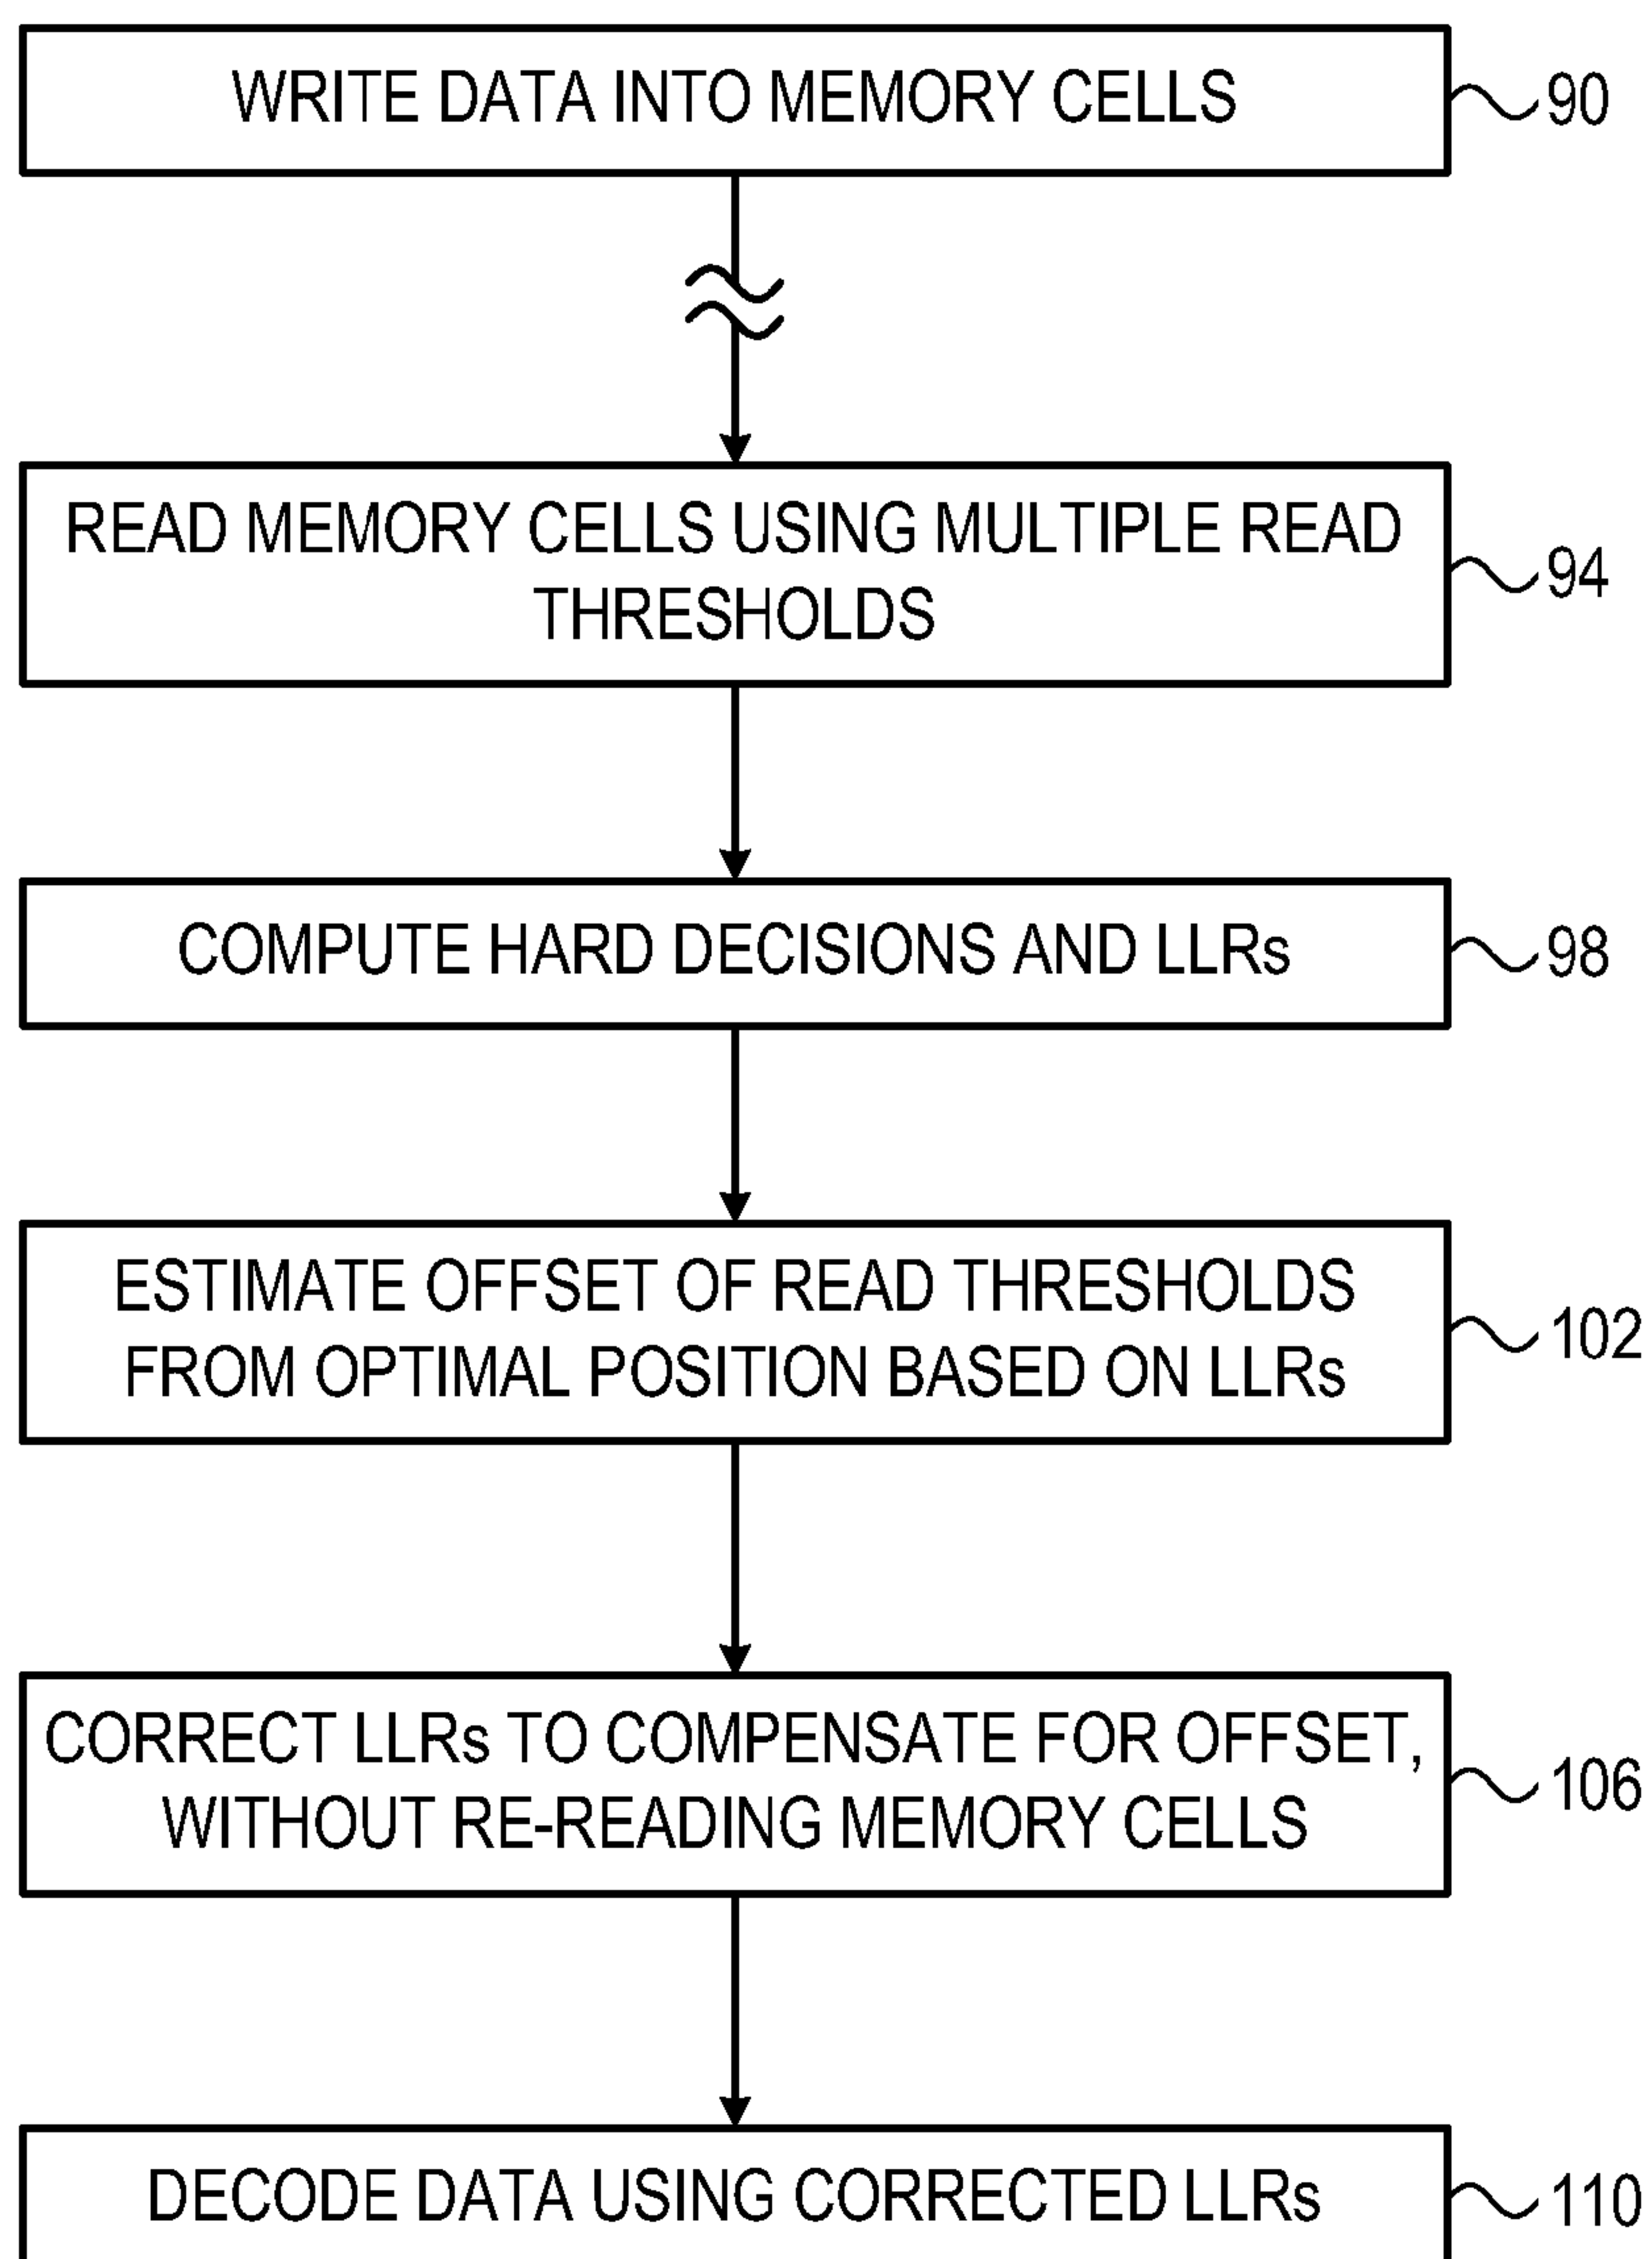 WRITE DATA INTO MEMORY CELLS
90
READ MEMORY CELLS USING MULTIPLE READ
THRESHOLDS
94
COMPUTE HARD DECISIONS AND LLRs
98
ESTIMATE OFFSET OF READ THRESHOLDS
FROM OPTIMAL POSITION BASED ON LLRs
102
CORRECT LLRs TO COMPENSATE FOR OFFSET,
WITHOUT RE-READING MEMORY CELLS
106
DECODE DATA USING CORRECTED LLRs
110